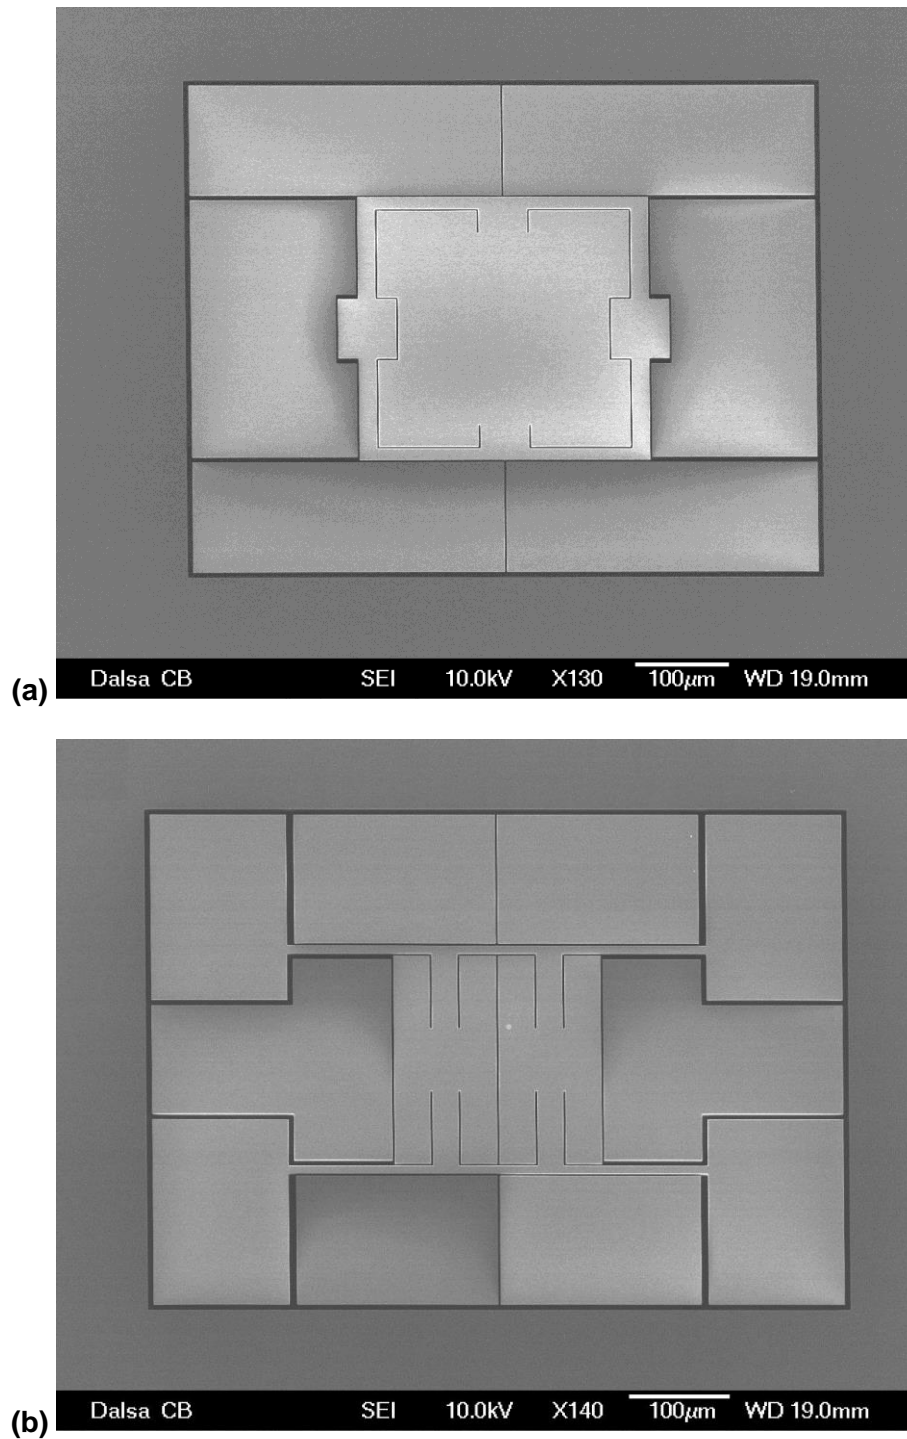 Dalsa CB SEI 10.0kV X130 100μm WD 19.0mm
(a)
Dalsa CB SEI 10.0kV X140 100μm WD 19.0mm
(b)